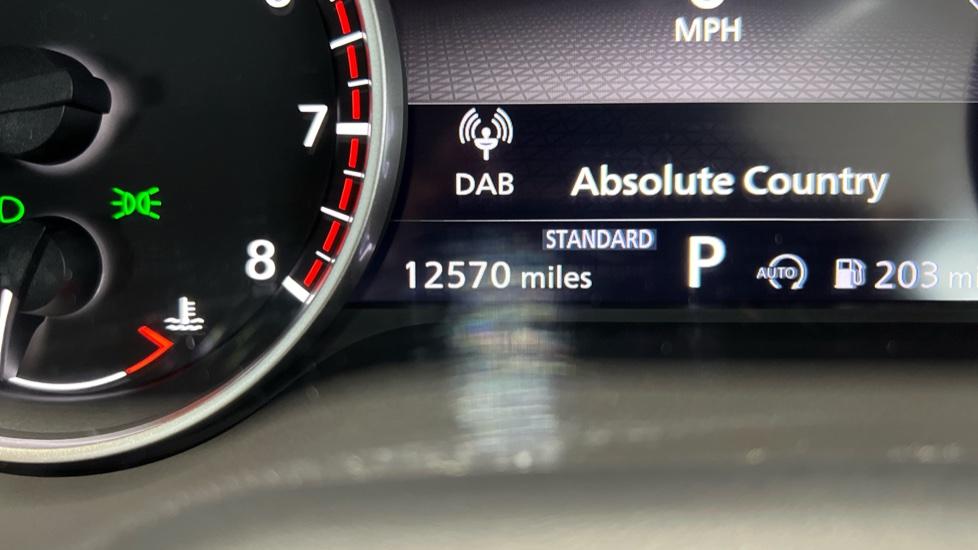 MPH
7
DAB
Absolute Country
8
STANDARD
12570 miles
P
AUTO
203